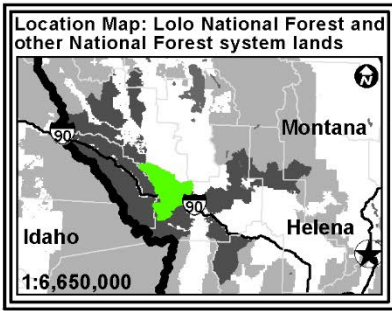 Location Map: Lolo National Forest and
other National Forest system lands
N
90
Montana
90
Helena
Idaho
1:6,650,000